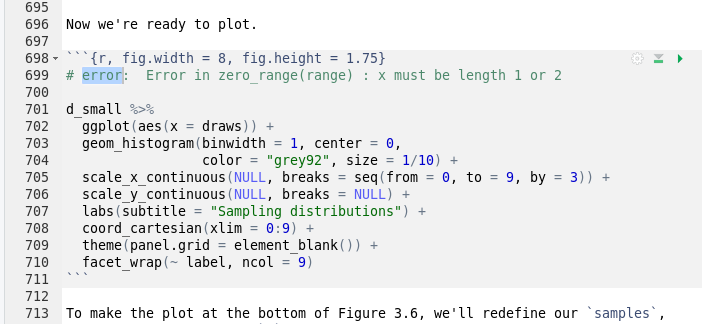 695
696 Now we're ready to plot.
697
698 ```{r, fig.width = 8, fig.height = 1.75}
699 # error:  Error in zero_range(range) : x must be length 1 or 2
700
701 d_small %>%
702   ggplot(aes(x = draws)) +
703   geom_histogram(binwidth = 1, center = 0,
704                  color = "grey92", size = 1/10) +
705   scale_x_continuous(NULL, breaks = seq(from = 0, to = 9, by = 3)) +
706   scale_y_continuous(NULL, breaks = NULL) +
707   labs(subtitle = "Sampling distributions") +
708   coord_cartesian(xlim = 0:9) +
709   theme(panel.grid = element_blank()) +
710   facet_wrap(~ label, ncol = 9)
711 ```
712
713 To make the plot at the bottom of Figure 3.6, we'll redefine our `samples`,